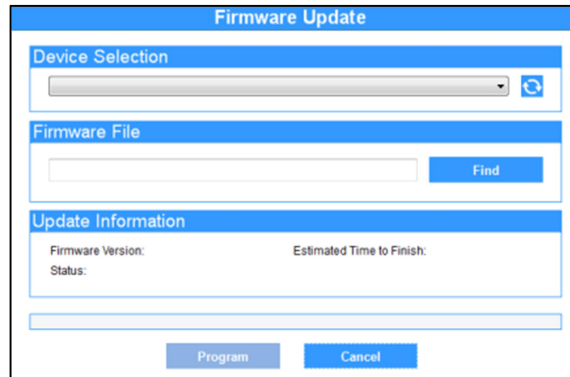 Firmware Update
Device Selection
Firmware File
Find
Update Information
Firmware Version: Estimated Time to Finish:
Status:
Program Cancel